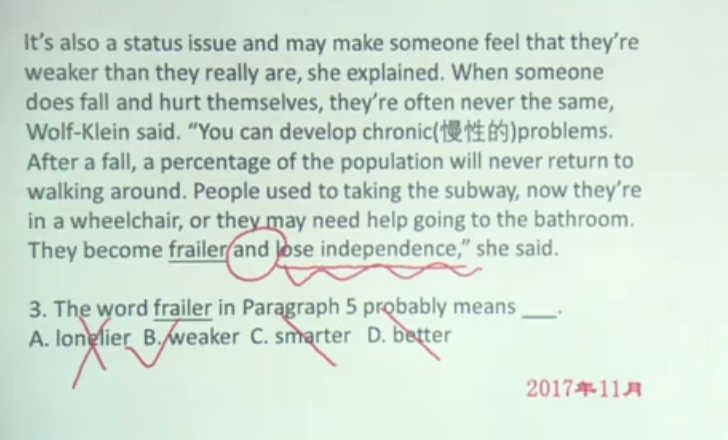 It's also a status issue and may make someone feel that they're
weaker than they really are, she explained. When someone
does fall and hurt themselves, they're often never the same,
Wolf-Klein said. “You can develop chronic(慢性的)problems.
After a fall, a percentage of the population will never return to
walking around. People used to taking the subway, now they're
in a wheelchair, or they may need help going to the bathroom.
They become frailer and lose independence,” she said.
3. The word frailer in Paragraph 5 probably means ___.
A. lonelier B. weaker C. smarter D. better
2017年11月